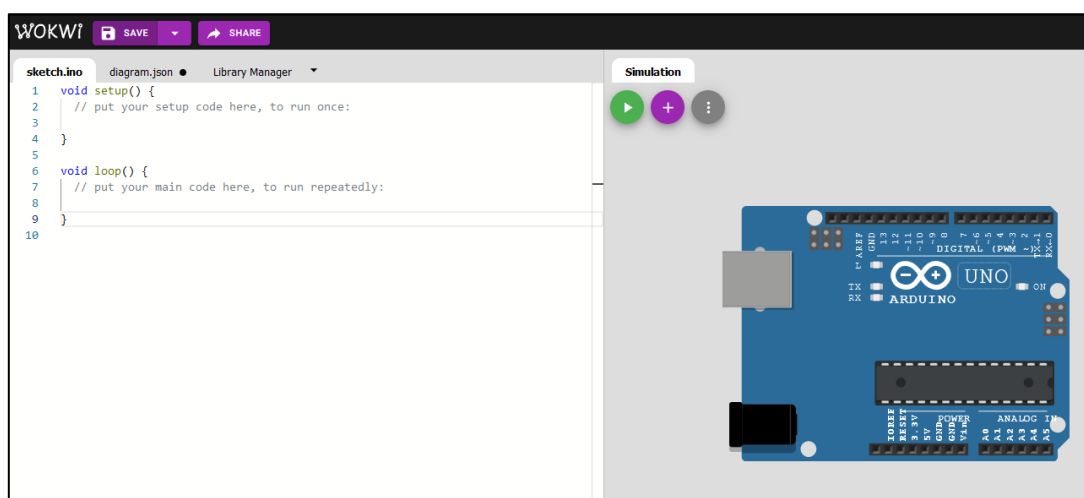 WOKWi SAVE SHARE
sketch.ino diagram.json ● Library Manager
Simulation
1 void setup() {
2 // put your setup code here, to run once:
3
4 }
5
6 void loop() {
7 // put your main code here, to run repeatedly:
8
9 }
10
AREF GND 13 12 ~11 ~10 ~9 8 7 ~6 ~5 4 ~3 2 TX→1 RX←0
DIGITAL (PWM ~)
L
UNO
TX ON
RX ARDUINO
POWER ANALOG IN
IOREF RESET 3.3V 5V GND GND Vin A0 A1 A2 A3 A4 A5